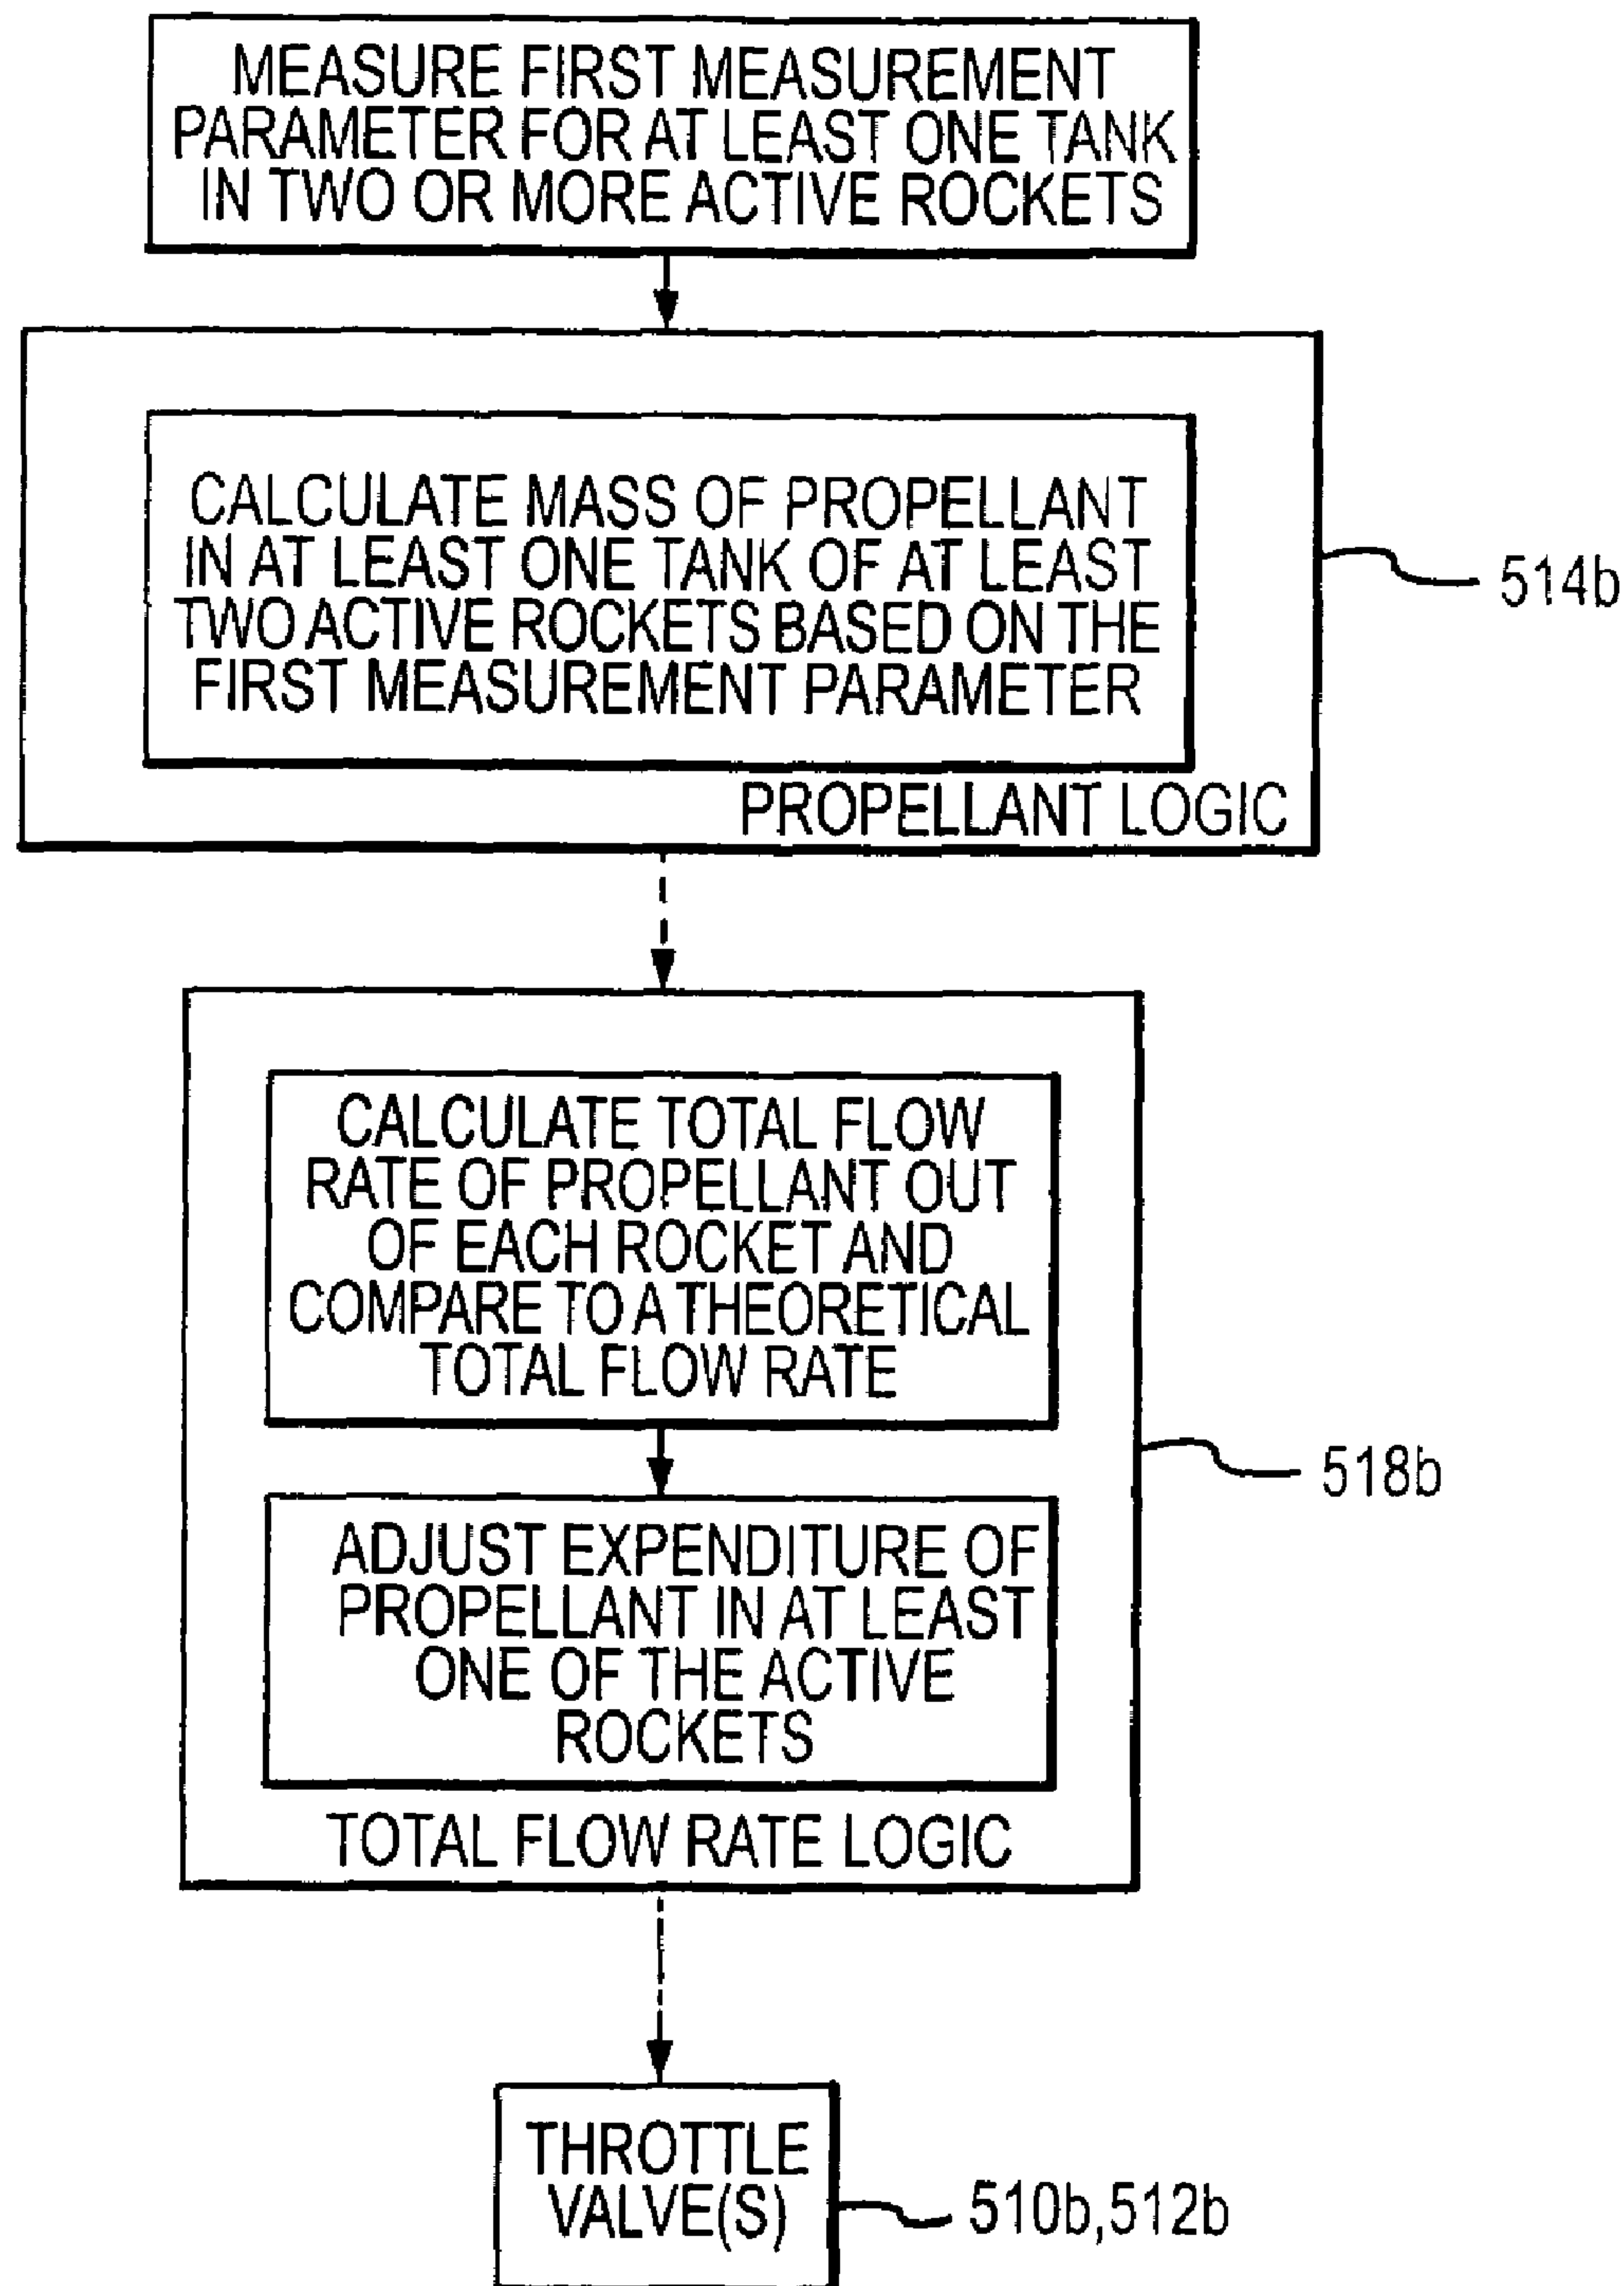 MEASURE FIRST MEASUREMENT
PARAMETER FOR AT LEAST ONE TANK
IN TWO OR MORE ACTIVE ROCKETS
CALCULATE MASS OF PROPELLANT
IN AT LEAST ONE TANK OF AT LEAST
TWO ACTIVE ROCKETS BASED ON THE
FIRST MEASUREMENT PARAMETER
PROPELLANT LOGIC
514b
CALCULATE TOTAL FLOW
RATE OF PROPELLANT OUT
OF EACH ROCKET AND
COMPARE TO A THEORETICAL
TOTAL FLOW RATE
ADJUST EXPENDITURE OF
PROPELLANT IN AT LEAST
ONE OF THE ACTIVE
ROCKETS
TOTAL FLOW RATE LOGIC
518b
THROTTLE
VALVE(S)
510b,512b